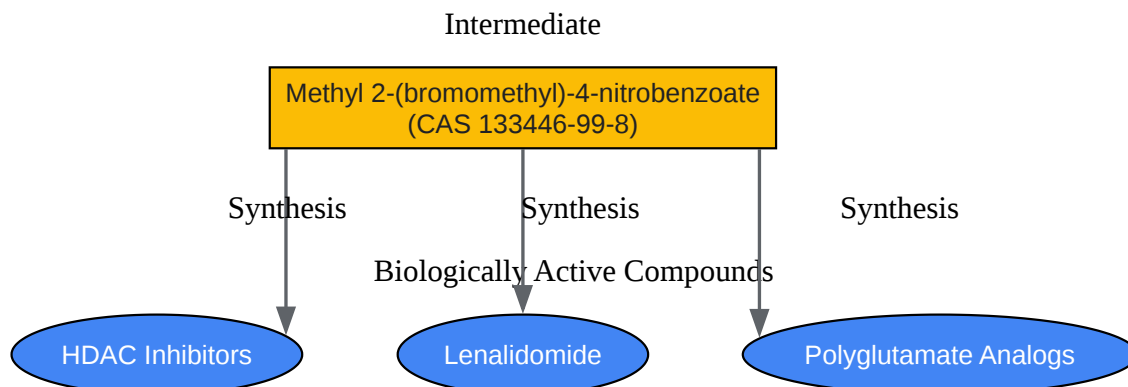 Intermediate
Methyl 2-(bromomethyl)-4-nitrobenzoate
(CAS 133446-99-8)
Synthesis Synthesis Synthesis
Biologically Active Compounds
HDAC Inhibitors Lenalidomide Polyglutamate Analogs